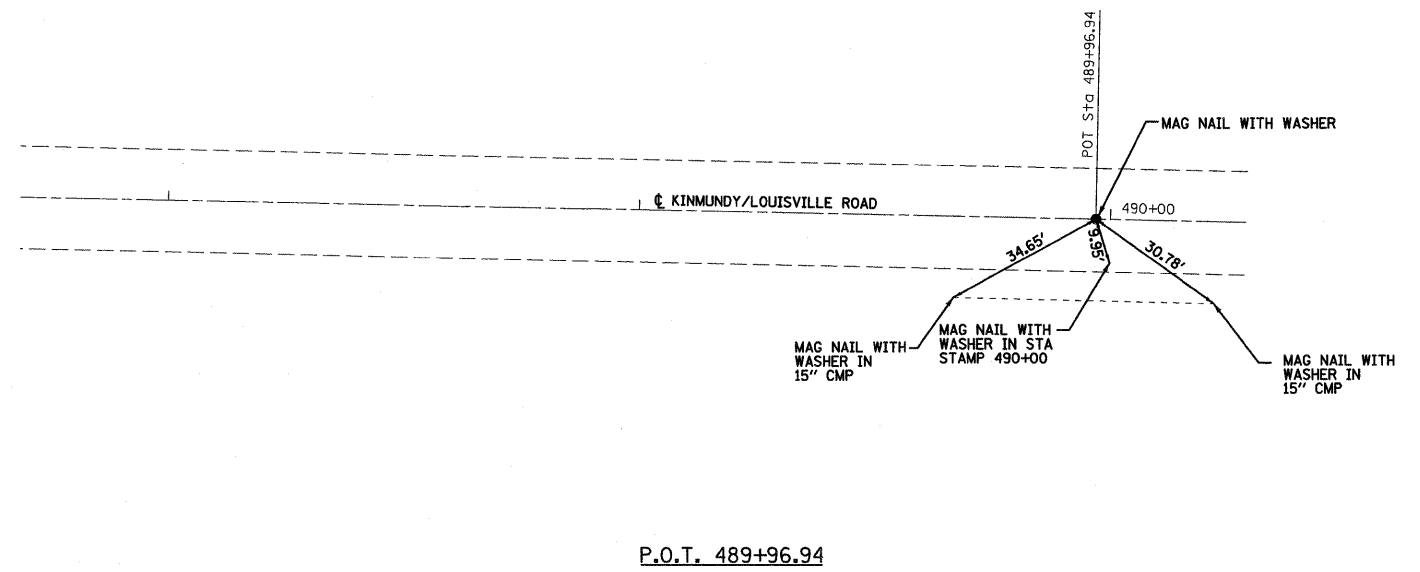 POT Sta 489+96.94
MAG NAIL WITH WASHER
℄ KINMUNDY/LOUISVILLE ROAD
490+00
34.65'
9.95'
30.78'
MAG NAIL WITH
WASHER IN
15" CMP
MAG NAIL WITH
WASHER IN STA
STAMP 490+00
MAG NAIL WITH
WASHER IN
15" CMP
P.O.T. 489+96.94